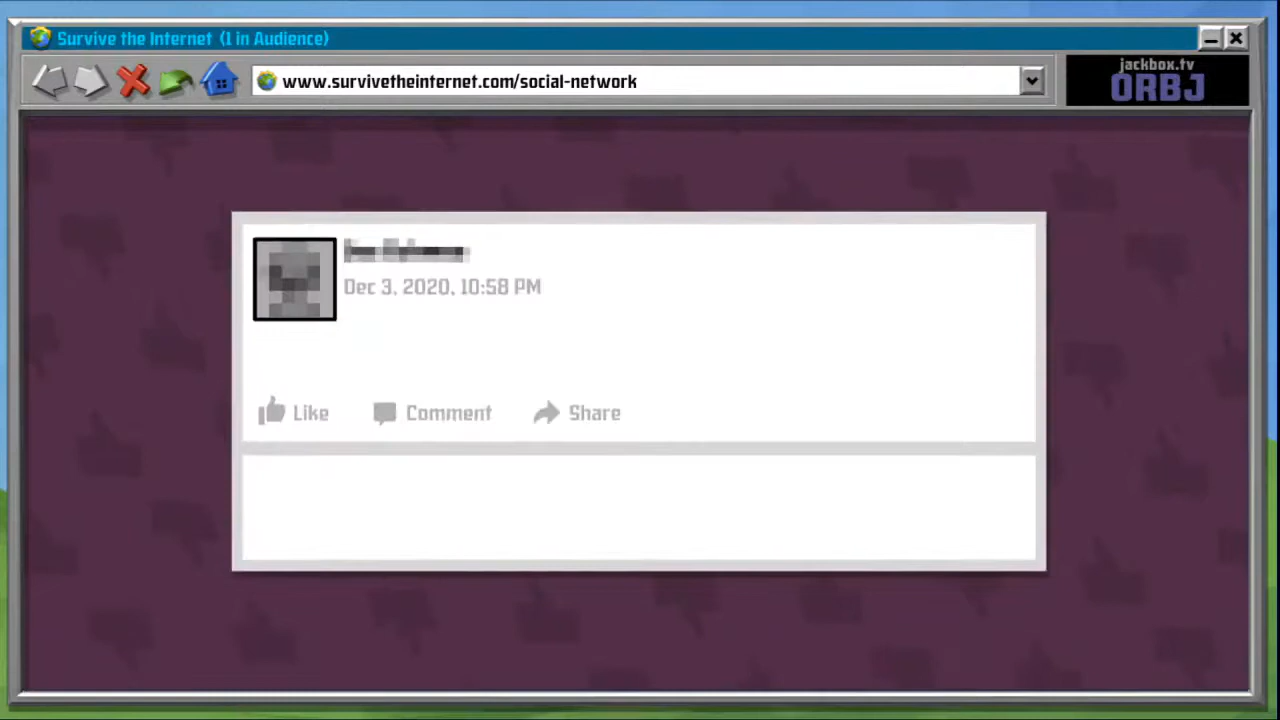 Survive the Internet (1 in Audience)
www.survivetheinternet.com/social-network
jackbox.tv
ORBJ
Dec 3, 2020, 10:58 PM
Like Comment Share